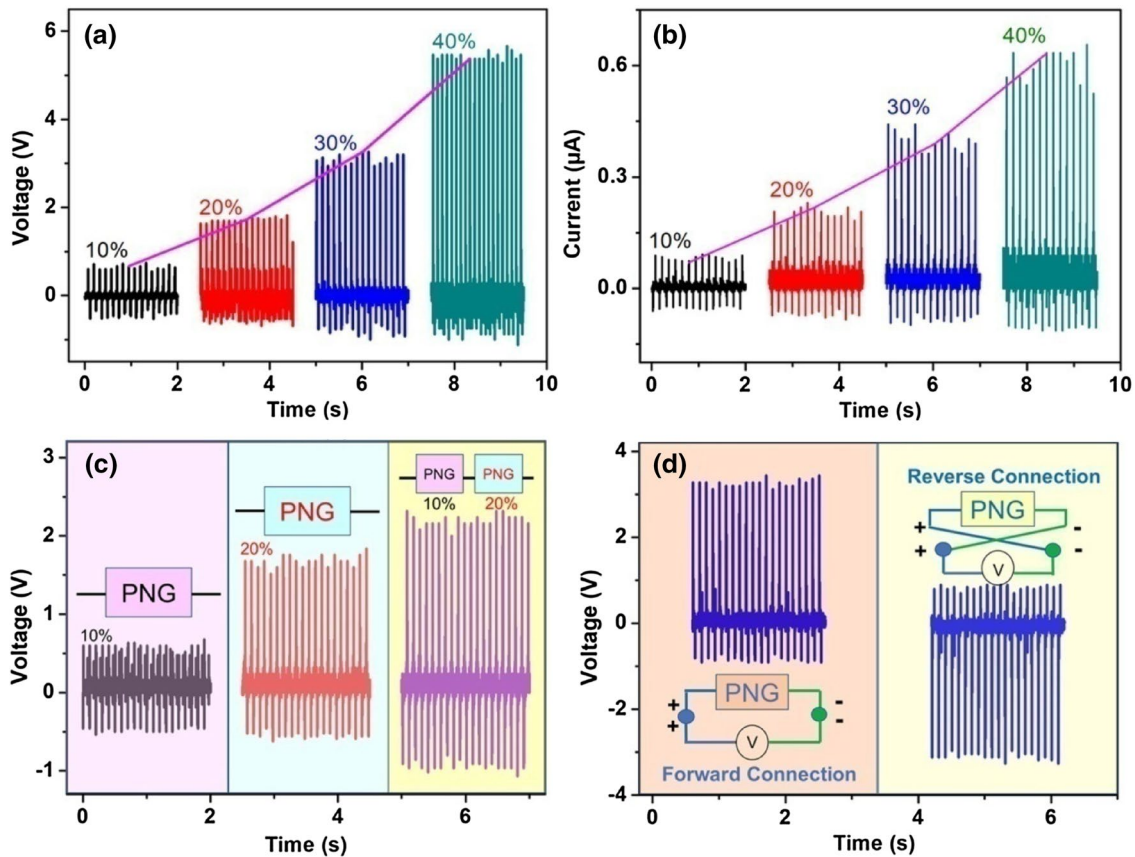 (a)
40%
30%
20%
10%
6
4
2
0
Voltage (V)
0 2 4 6 8 10
Time (s)
(b)
40%
30%
20%
10%
0.6
0.3
0.0
Current (µA)
0 2 4 6 8 10
Time (s)
(c)
PNG
10%
PNG
20%
PNG PNG
10% 20%
3
2
1
0
-1
Voltage (V)
0 2 4 6
Time (s)
(d)
PNG
+ -
+ -
V
Forward Connection
Reverse Connection
PNG
+ -
+ -
V
4
2
0
-2
-4
Voltage (V)
0 2 4 6
Time (s)